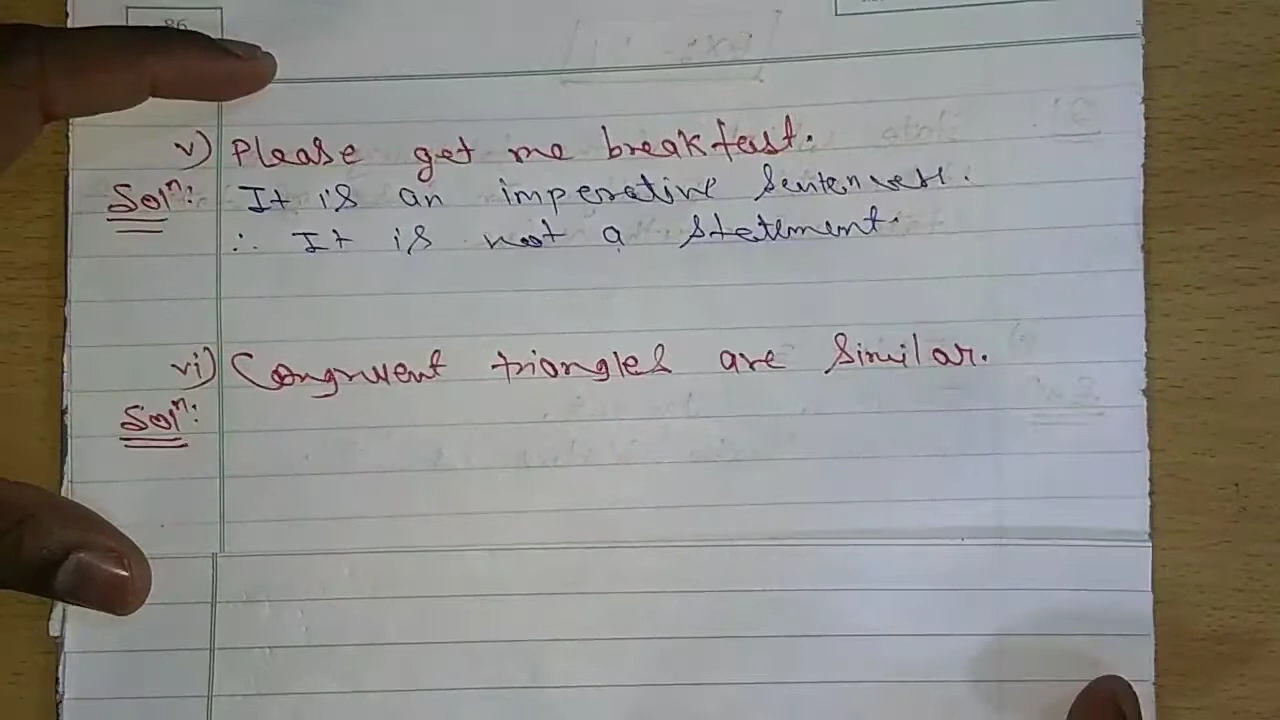 86
v) Please get me breakfast.
Soln: It is an imperative
∴ It is not a statement.
vi) Congruent triangles are similar.
Soln: